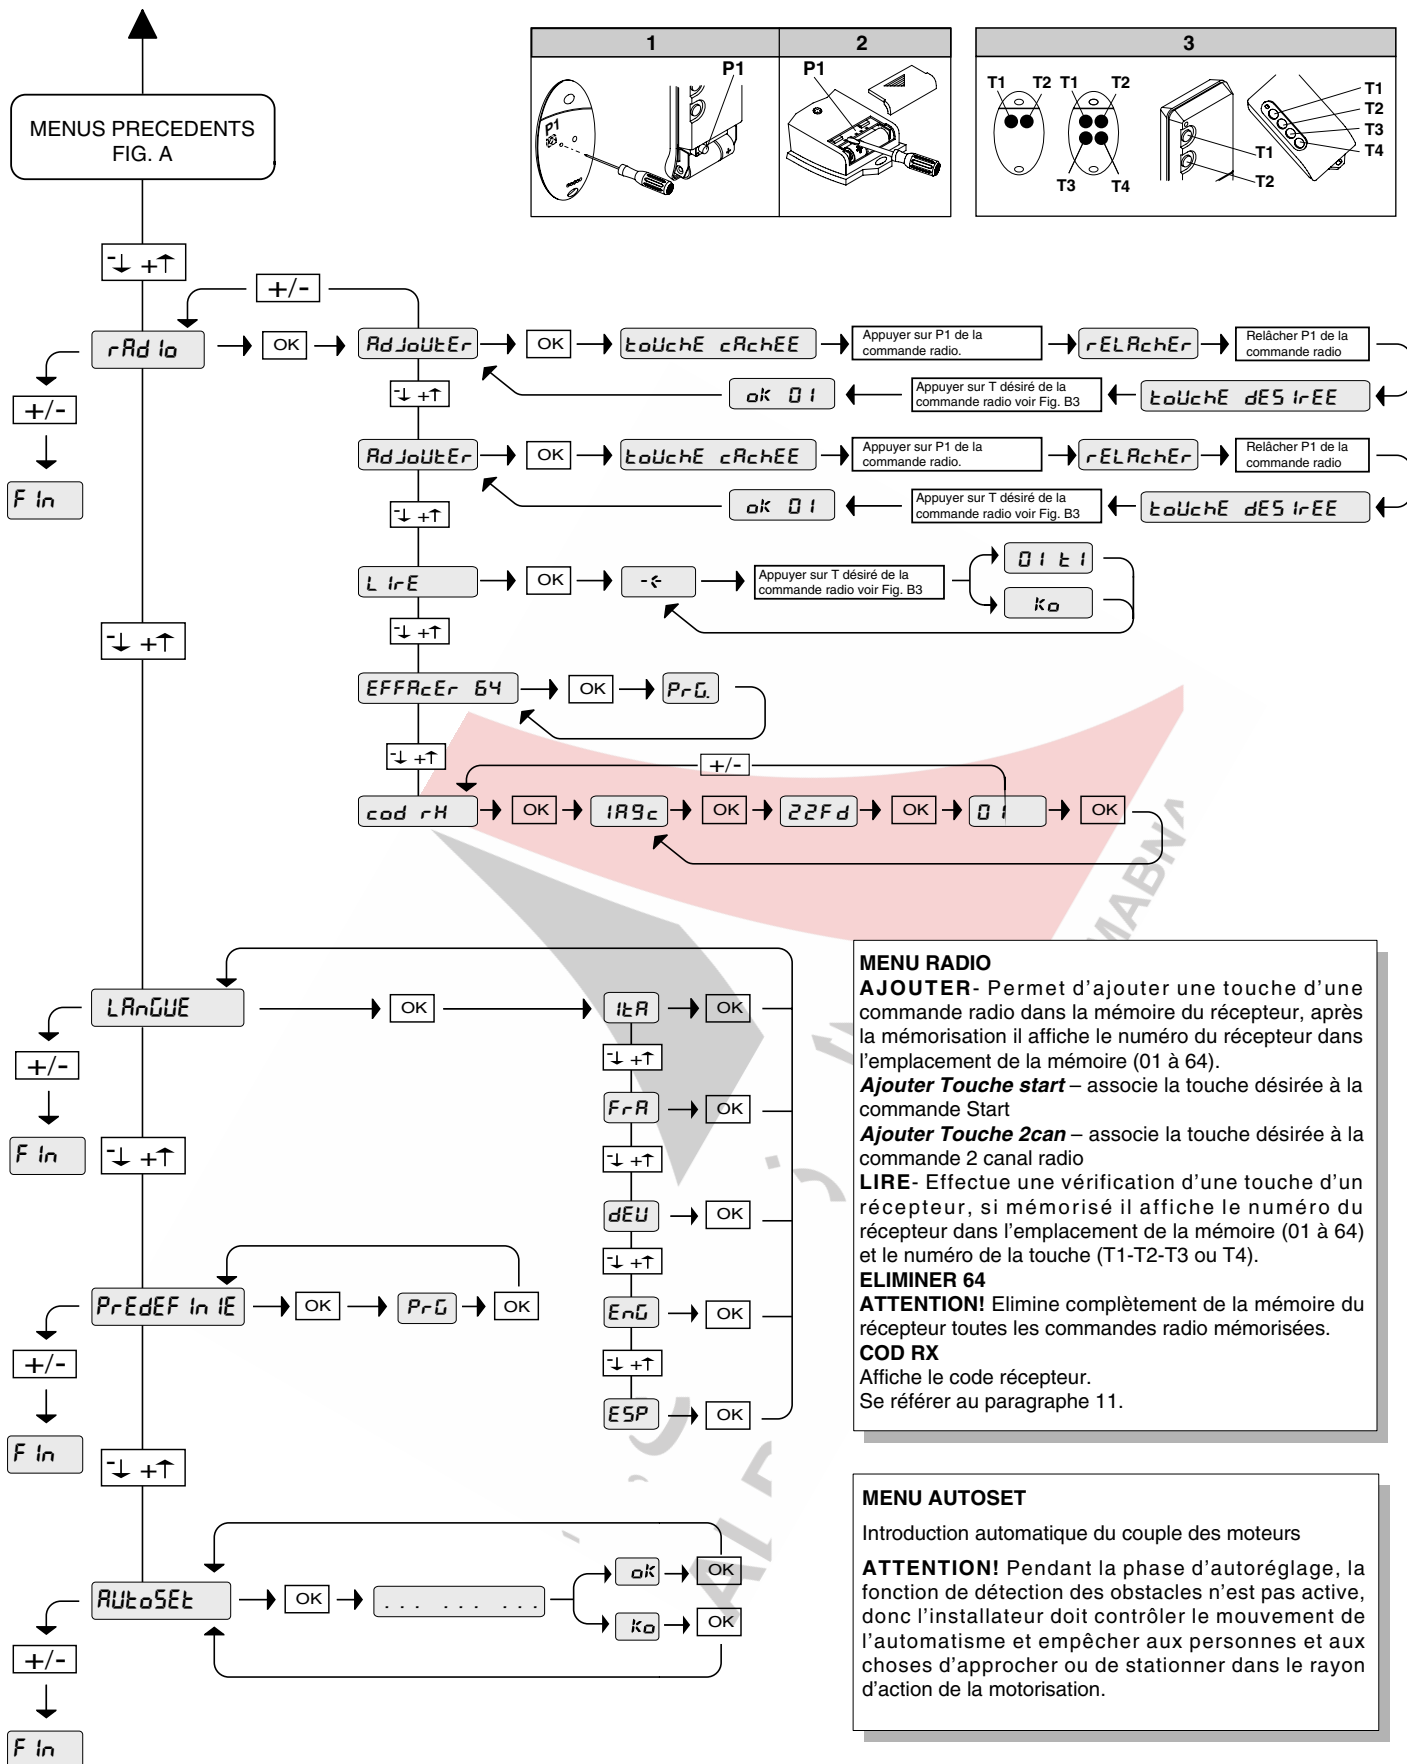 MENUS PRECEDENTS
FIG. A
1
2
3
P1
P1
P1
T1
T2
T1
T2
T3
T4
T1
T2
T1
T2
T3
T4
-↓ +↑
+/-
rAdIo
OK
AdJoUtEr
OK
toUchE cAchEE
Appuyer sur P1 de la
commande radio.
rELAchEr
Relâcher P1 de la
commande radio
+/-
-↓ +↑
oK 01
Appuyer sur T désiré de la
commande radio voir Fig. B3
toUchE dESIrEE
FIn
AdJoUtEr
OK
toUchE cAchEE
Appuyer sur P1 de la
commande radio.
rELAchEr
Relâcher P1 de la
commande radio
-↓ +↑
oK 01
Appuyer sur T désiré de la
commande radio voir Fig. B3
toUchE dESIrEE
LIrE
OK
Appuyer sur T désiré de la
commande radio voir Fig. B3
01 t1
Ko
-↓ +↑
-↓ +↑
EFFAcEr 64
OK
PrG.
-↓ +↑
+/-
cod rH
OK
1A9c
OK
22Fd
OK
01
OK
LAnGUE
OK
ItA
OK
+/-
-↓ +↑
FrA
OK
FIn
-↓ +↑
-↓ +↑
dEU
OK
-↓ +↑
PrEdEFInIE
OK
PrG
OK
EnG
OK
+/-
-↓ +↑
ESP
OK
FIn
-↓ +↑
AUtoSEt
OK
... ... ...
oK
OK
Ko
OK
+/-
FIn
MENU RADIO
AJOUTER- Permet d'ajouter une touche d'une
commande radio dans la mémoire du récepteur, après
la mémorisation il affiche le numéro du récepteur dans
l'emplacement de la mémoire (01 à 64).
Ajouter Touche start – associe la touche désirée à la
commande Start
Ajouter Touche 2can – associe la touche désirée à la
commande 2 canal radio
LIRE- Effectue une vérification d'une touche d'un
récepteur, si mémorisé il affiche le numéro du
récepteur dans l'emplacement de la mémoire (01 à 64)
et le numéro de la touche (T1-T2-T3 ou T4).
ELIMINER 64
ATTENTION! Elimine complètement de la mémoire du
récepteur toutes les commandes radio mémorisées.
COD RX
Affiche le code récepteur.
Se référer au paragraphe 11.
MENU AUTOSET
Introduction automatique du couple des moteurs
ATTENTION! Pendant la phase d'autoréglage, la
fonction de détection des obstacles n'est pas active,
donc l'installateur doit contrôler le mouvement de
l'automatisme et empêcher aux personnes et aux
choses d'approcher ou de stationner dans le rayon
d'action de la motorisation.